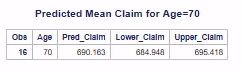 Predicted Mean Claim for Age=70
Obs Age Pred_Claim Lower_Claim Upper_Claim
16 70 690.163 684.948 695.418